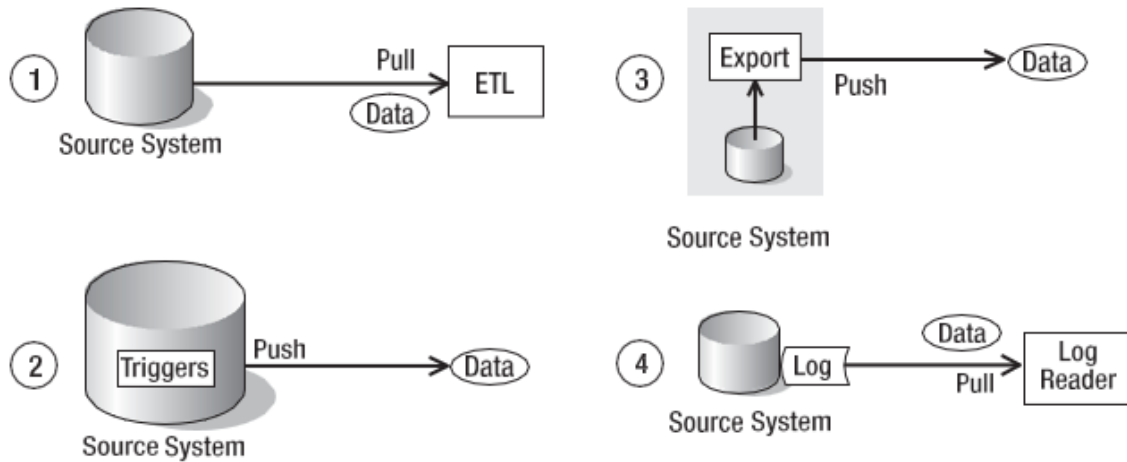 1
Pull
Data
ETL
Source System
2
Triggers
Push
Data
Source System
3
Export
Push
Data
Source System
4
Log
Data
Pull
Log
Reader
Source System